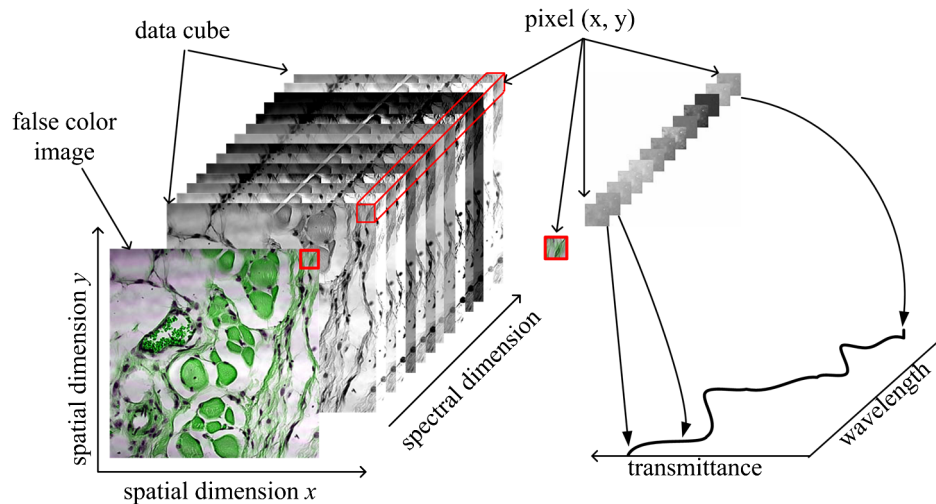 data cube
pixel (x, y)
false color
image
spatial dimension y
spectral dimension
wavelength
transmittance
spatial dimension x